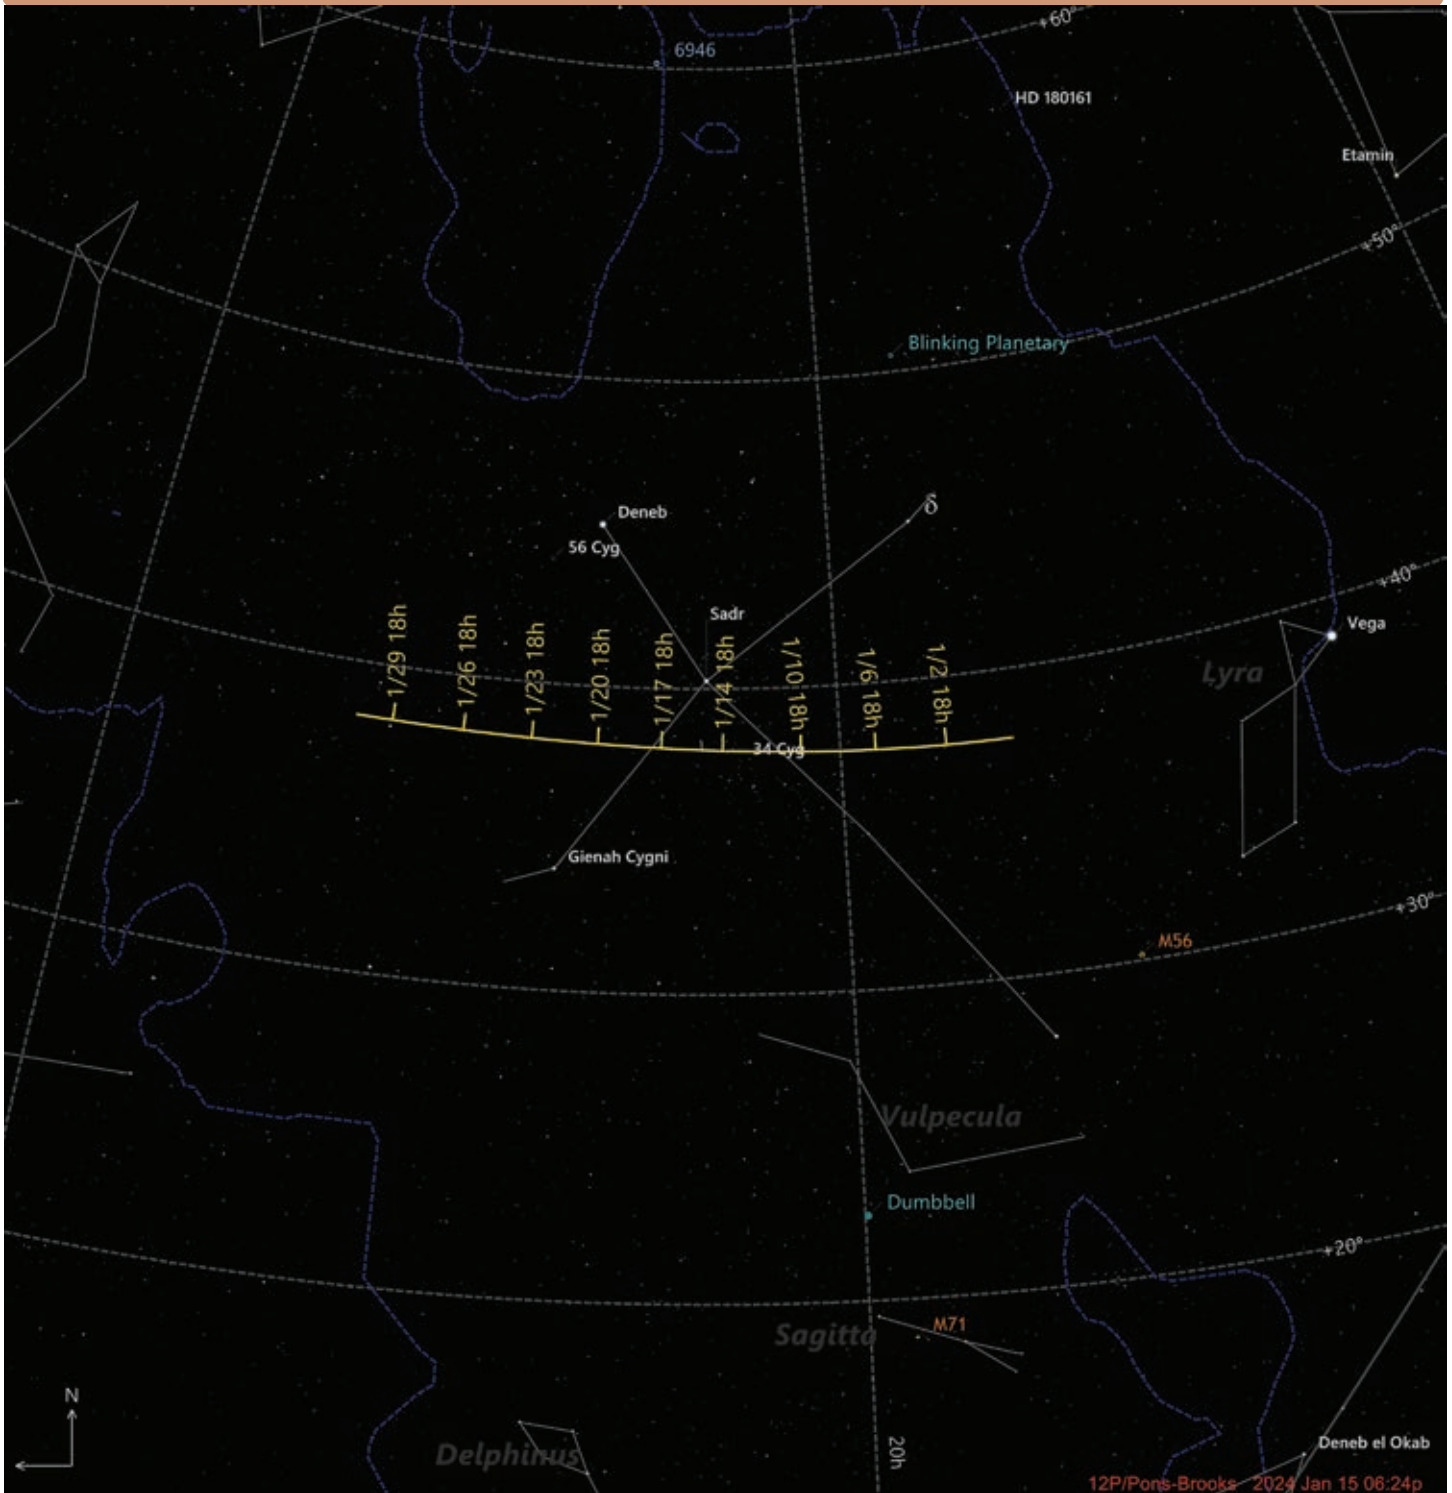 +60°
6946
HD 180161
Etamin
+50°
Blinking Planetary
Deneb
δ
56 Cyg
+40°
Sadr
Vega
Lyra
1/29 18h
1/26 18h
1/23 18h
1/20 18h
1/17 18h
1/14 18h
1/10 18h
1/6 18h
1/2 18h
34 Cyg
Gienah Cygni
+30°
M56
Vulpecula
Dumbbell
+20°
M71
Sagitta
N
20h
Delphinus
Deneb el Okab
12P/Pons-Brooks 2024 Jan 15 06:24p